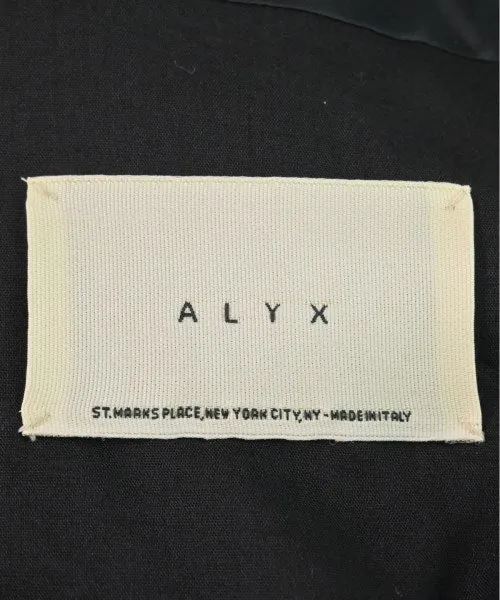 ALYX
ST. MARKS PLACE, NEW YORK CITY, NY - MADE IN ITALY